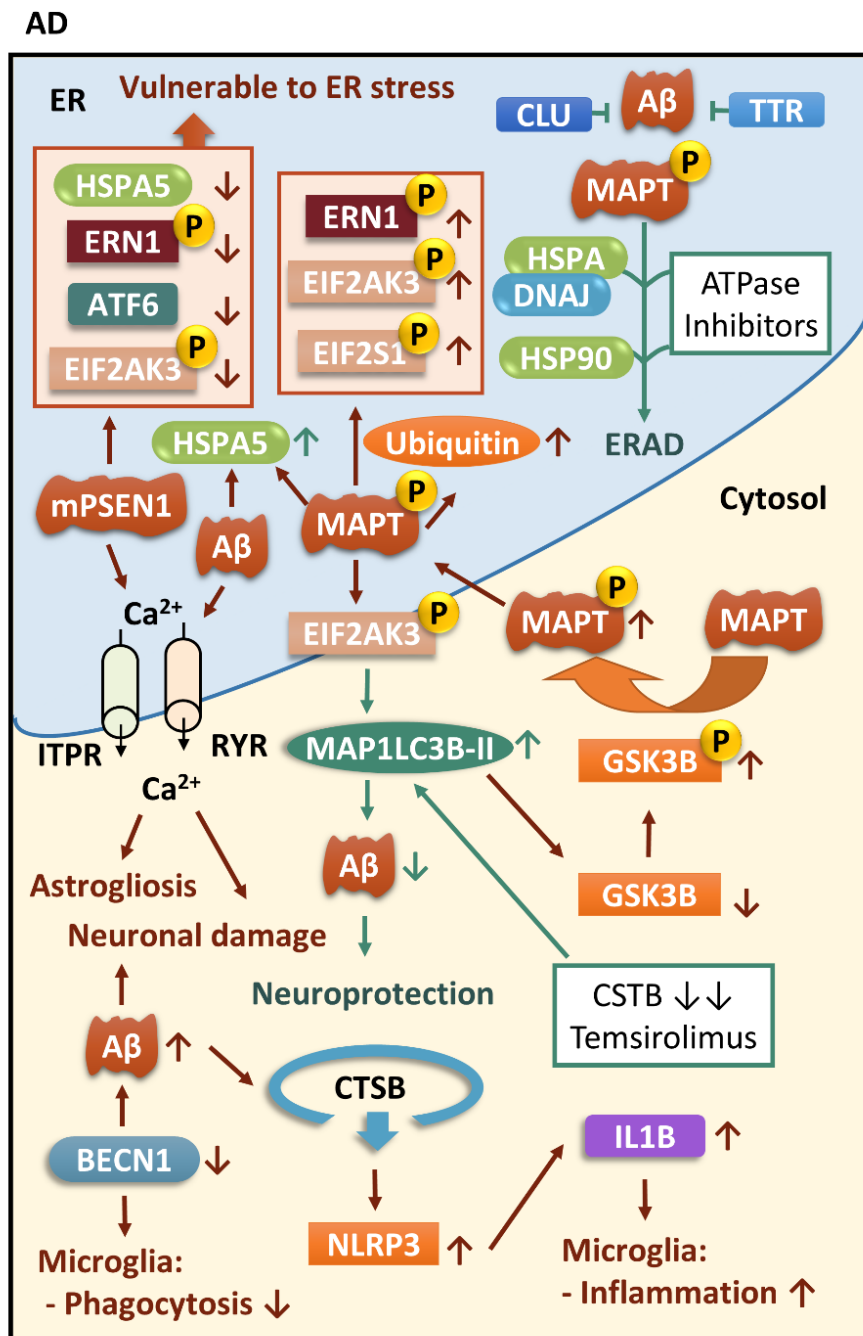 AD
ER
Vulnerable to ER stress
HSPA5 ↓
ERN1 P ↓
ATF6 ↓
EIF2AK3 P ↓
ERN1 P ↑
EIF2AK3 P ↑
EIF2S1 P ↑
CLU
Aβ
TTR
MAPT P
HSPA
DNAJ
HSP90
ATPase
Inhibitors
ERAD
HSPA5 ↑
Ubiquitin ↑
mPSEN1
Aβ
MAPT P
Cytosol
Ca²⁺
EIF2AK3 P
MAPT P ↑
MAPT
ITPR
RYR
Ca²⁺
MAP1LC3B-II ↑
GSK3B P ↑
Aβ ↓
GSK3B ↓
Astrogliosis
Neuronal damage
Neuroprotection
CSTB ↓↓
Temsirolimus
Aβ ↑
CTSB
BECN1 ↓
IL1B ↑
NLRP3 ↑
Microglia:
- Phagocytosis ↓
Microglia:
- Inflammation ↑